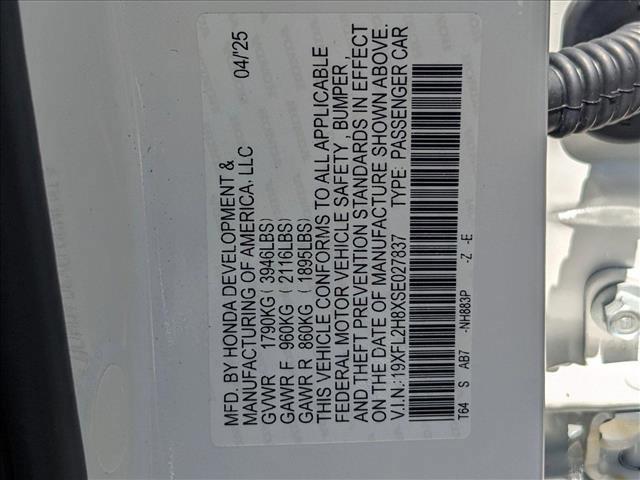 MFD. BY HONDA DEVELOPMENT & 04/'25
MANUFACTURING OF AMERICA, LLC
GVWR 1790KG (3946LBS)
GAWR F 960KG (2116LBS)
GAWR R 860KG (1895LBS)
THIS VEHICLE CONFORMS TO ALL APPLICABLE
FEDERAL MOTOR VEHICLE SAFETY, BUMPER,
AND THEFT PREVENTION STANDARDS IN EFFECT
ON THE DATE OF MANUFACTURE SHOWN ABOVE.
V.I.N.:19XFL2H8XSE027837 TYPE: PASSENGER CAR
T64 S AB7 -NH883P -Z -E